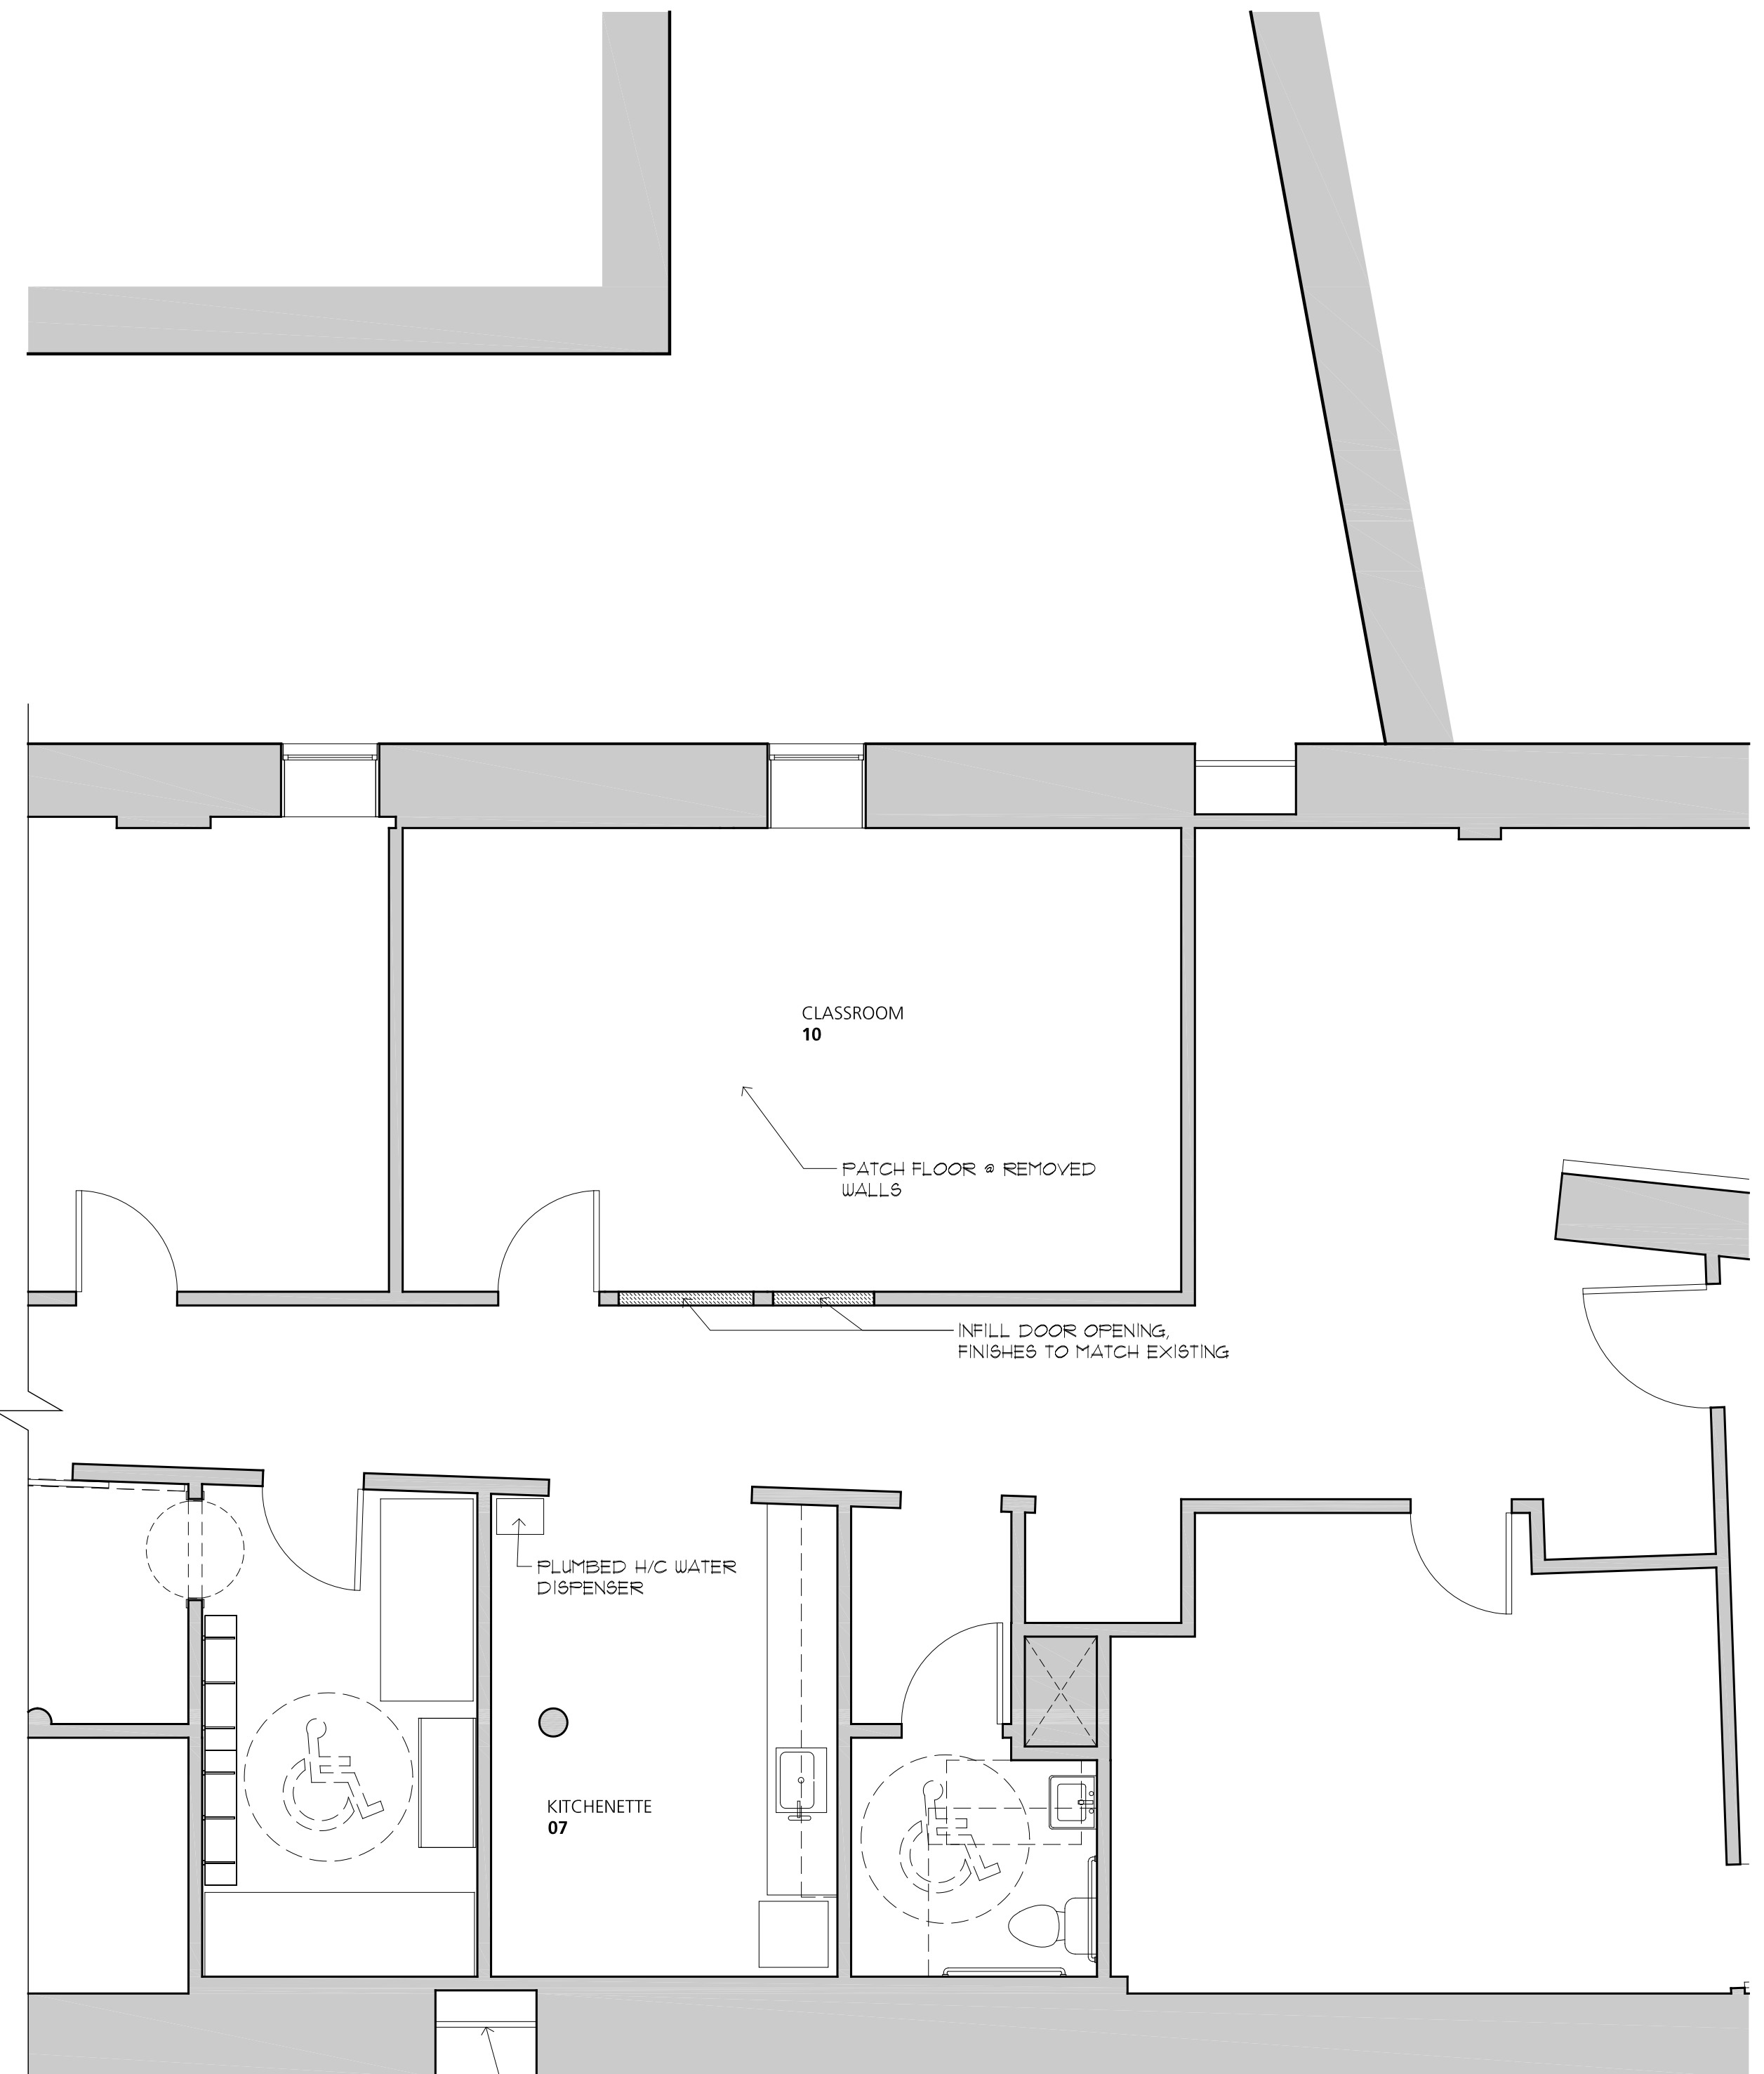 CLASSROOM
10
PATCH FLOOR @ REMOVED
WALLS
INFILL DOOR OPENING,
FINISHES TO MATCH EXISTING
PLUMBED H/C WATER
DISPENSER
KITCHENETTE
07